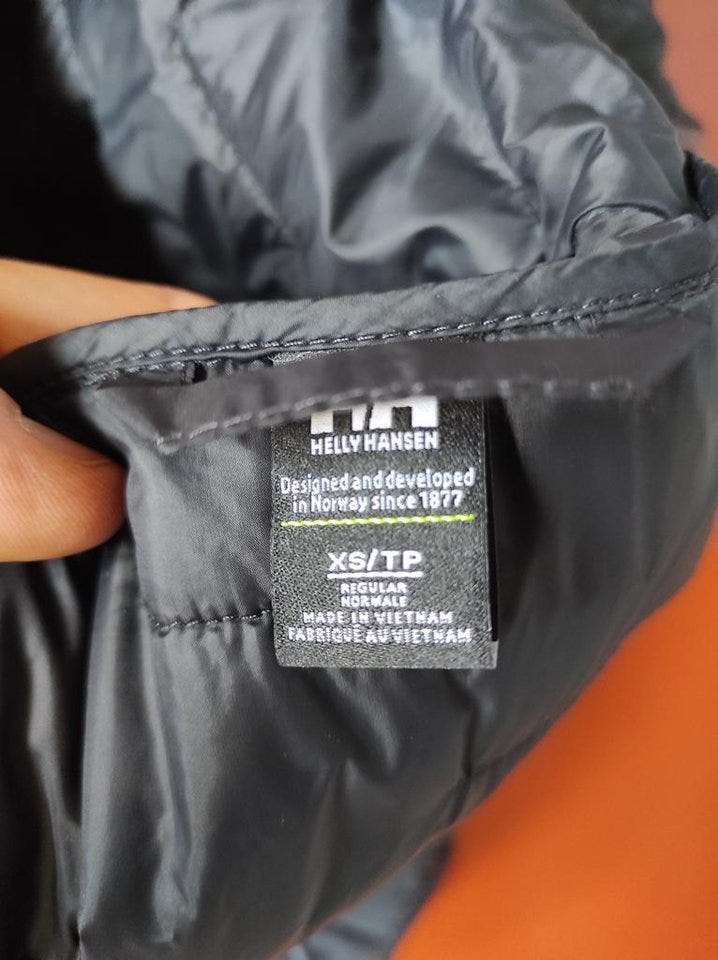 HH
HELLY HANSEN
Designed and developed
in Norway since 1877
XS/TP
REGULAR
NORMALE
MADE IN VIETNAM
FABRIQUE AU VIETNAM